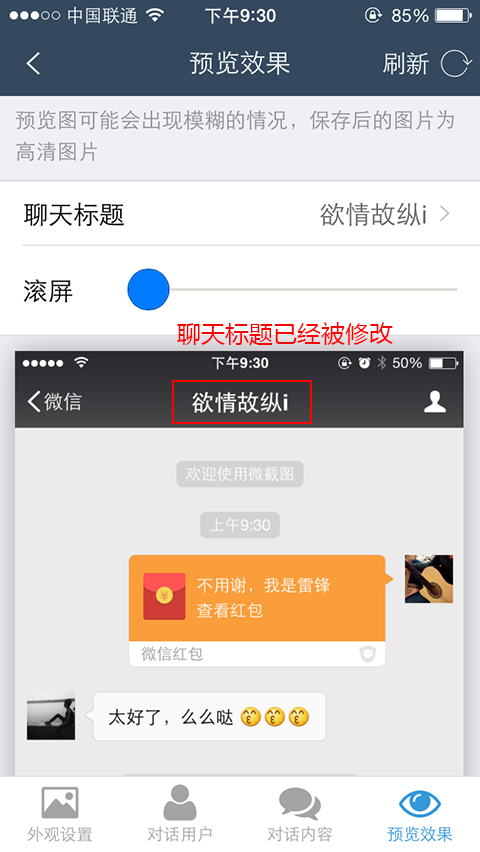 中国联通 下午9:30 85%
预览效果 刷新
预览图可能会出现模糊的情况，保存后的图片为
高清图片
聊天标题 欲情故纵i
滚屏
聊天标题已经被修改
下午9:30 50%
微信 欲情故纵i
欢迎使用微截图
上午9:30
不用谢，我是雷锋
查看红包
微信红包
太好了，么么哒
外观设置 对话用户 对话内容 预览效果